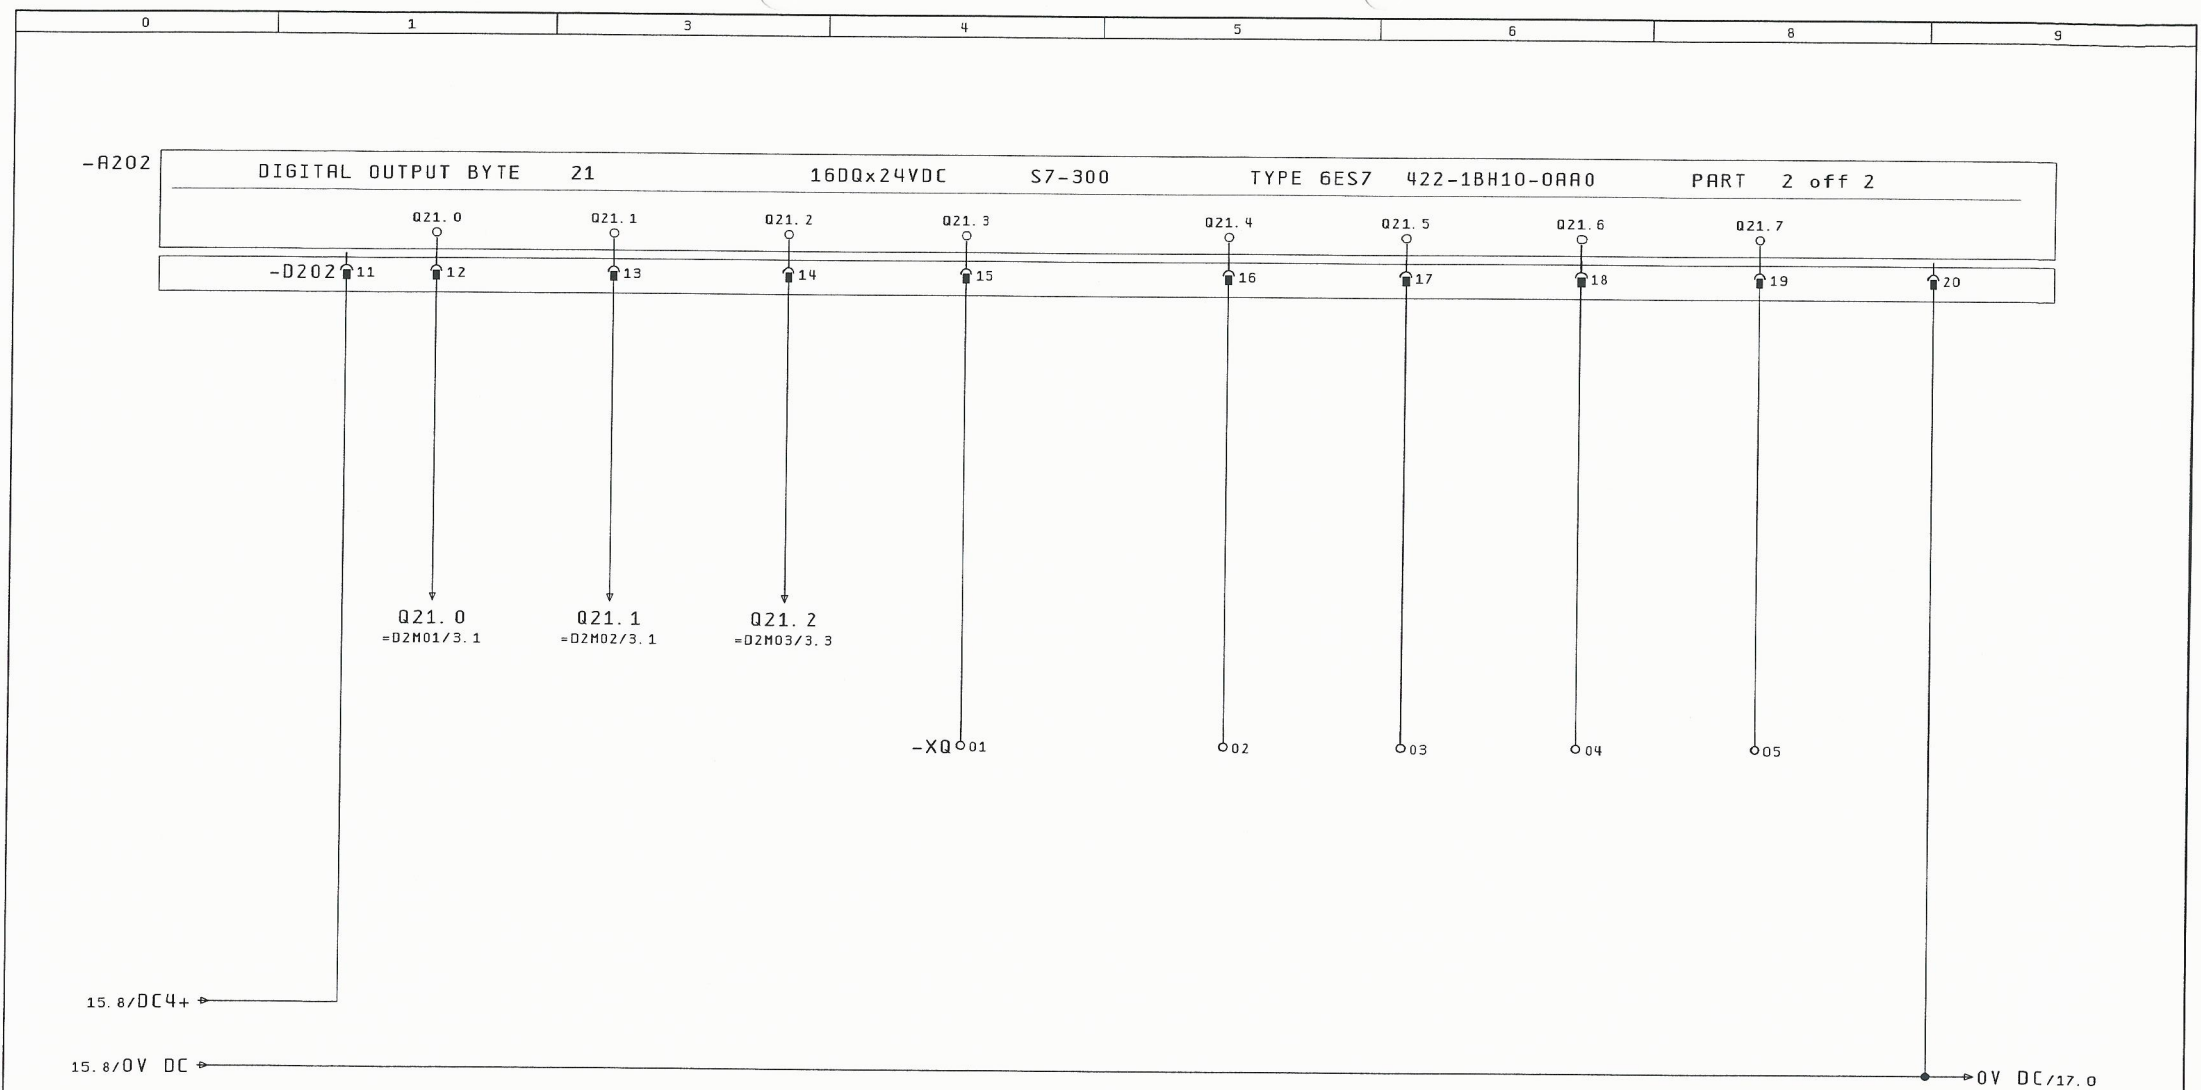 0 1 3 4 5 6 8 9
-A202
DIGITAL OUTPUT BYTE 21 16DQx24VDC S7-300 TYPE 6ES7 422-1BH10-0AA0 PART 2 off 2
Q21.0 Q21.1 Q21.2 Q21.3 Q21.4 Q21.5 Q21.6 Q21.7
-D202 11 12 13 14 15 16 17 18 19 20
Q21.0 Q21.1 Q21.2
=D2M01/3.1 =D2M02/3.1 =D2M03/3.3
-XQ 01 02 03 04 05
15.8/DC4+
15.8/0V DC 0V DC/17.0